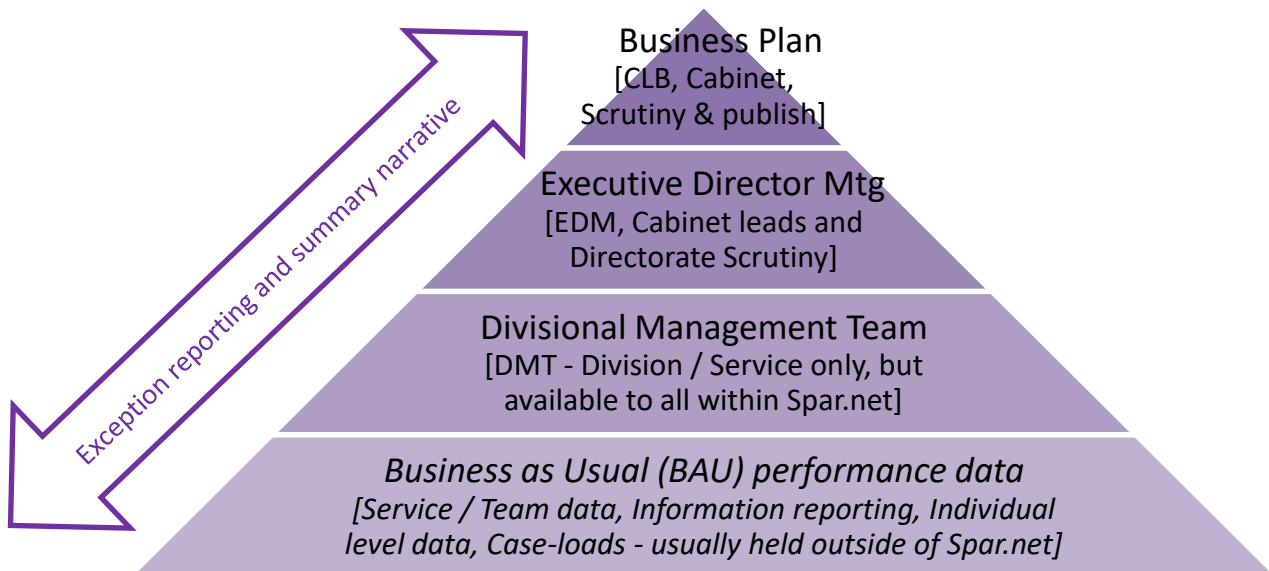 Business Plan
[CLB, Cabinet,
Scrutiny & publish]
Exception reporting and summary narrative
Executive Director Mtg
[EDM, Cabinet leads and
Directorate Scrutiny]
Divisional Management Team
[DMT - Division / Service only, but
available to all within Spar.net]
Business as Usual (BAU) performance data
[Service / Team data, Information reporting, Individual
level data, Case-loads - usually held outside of Spar.net]